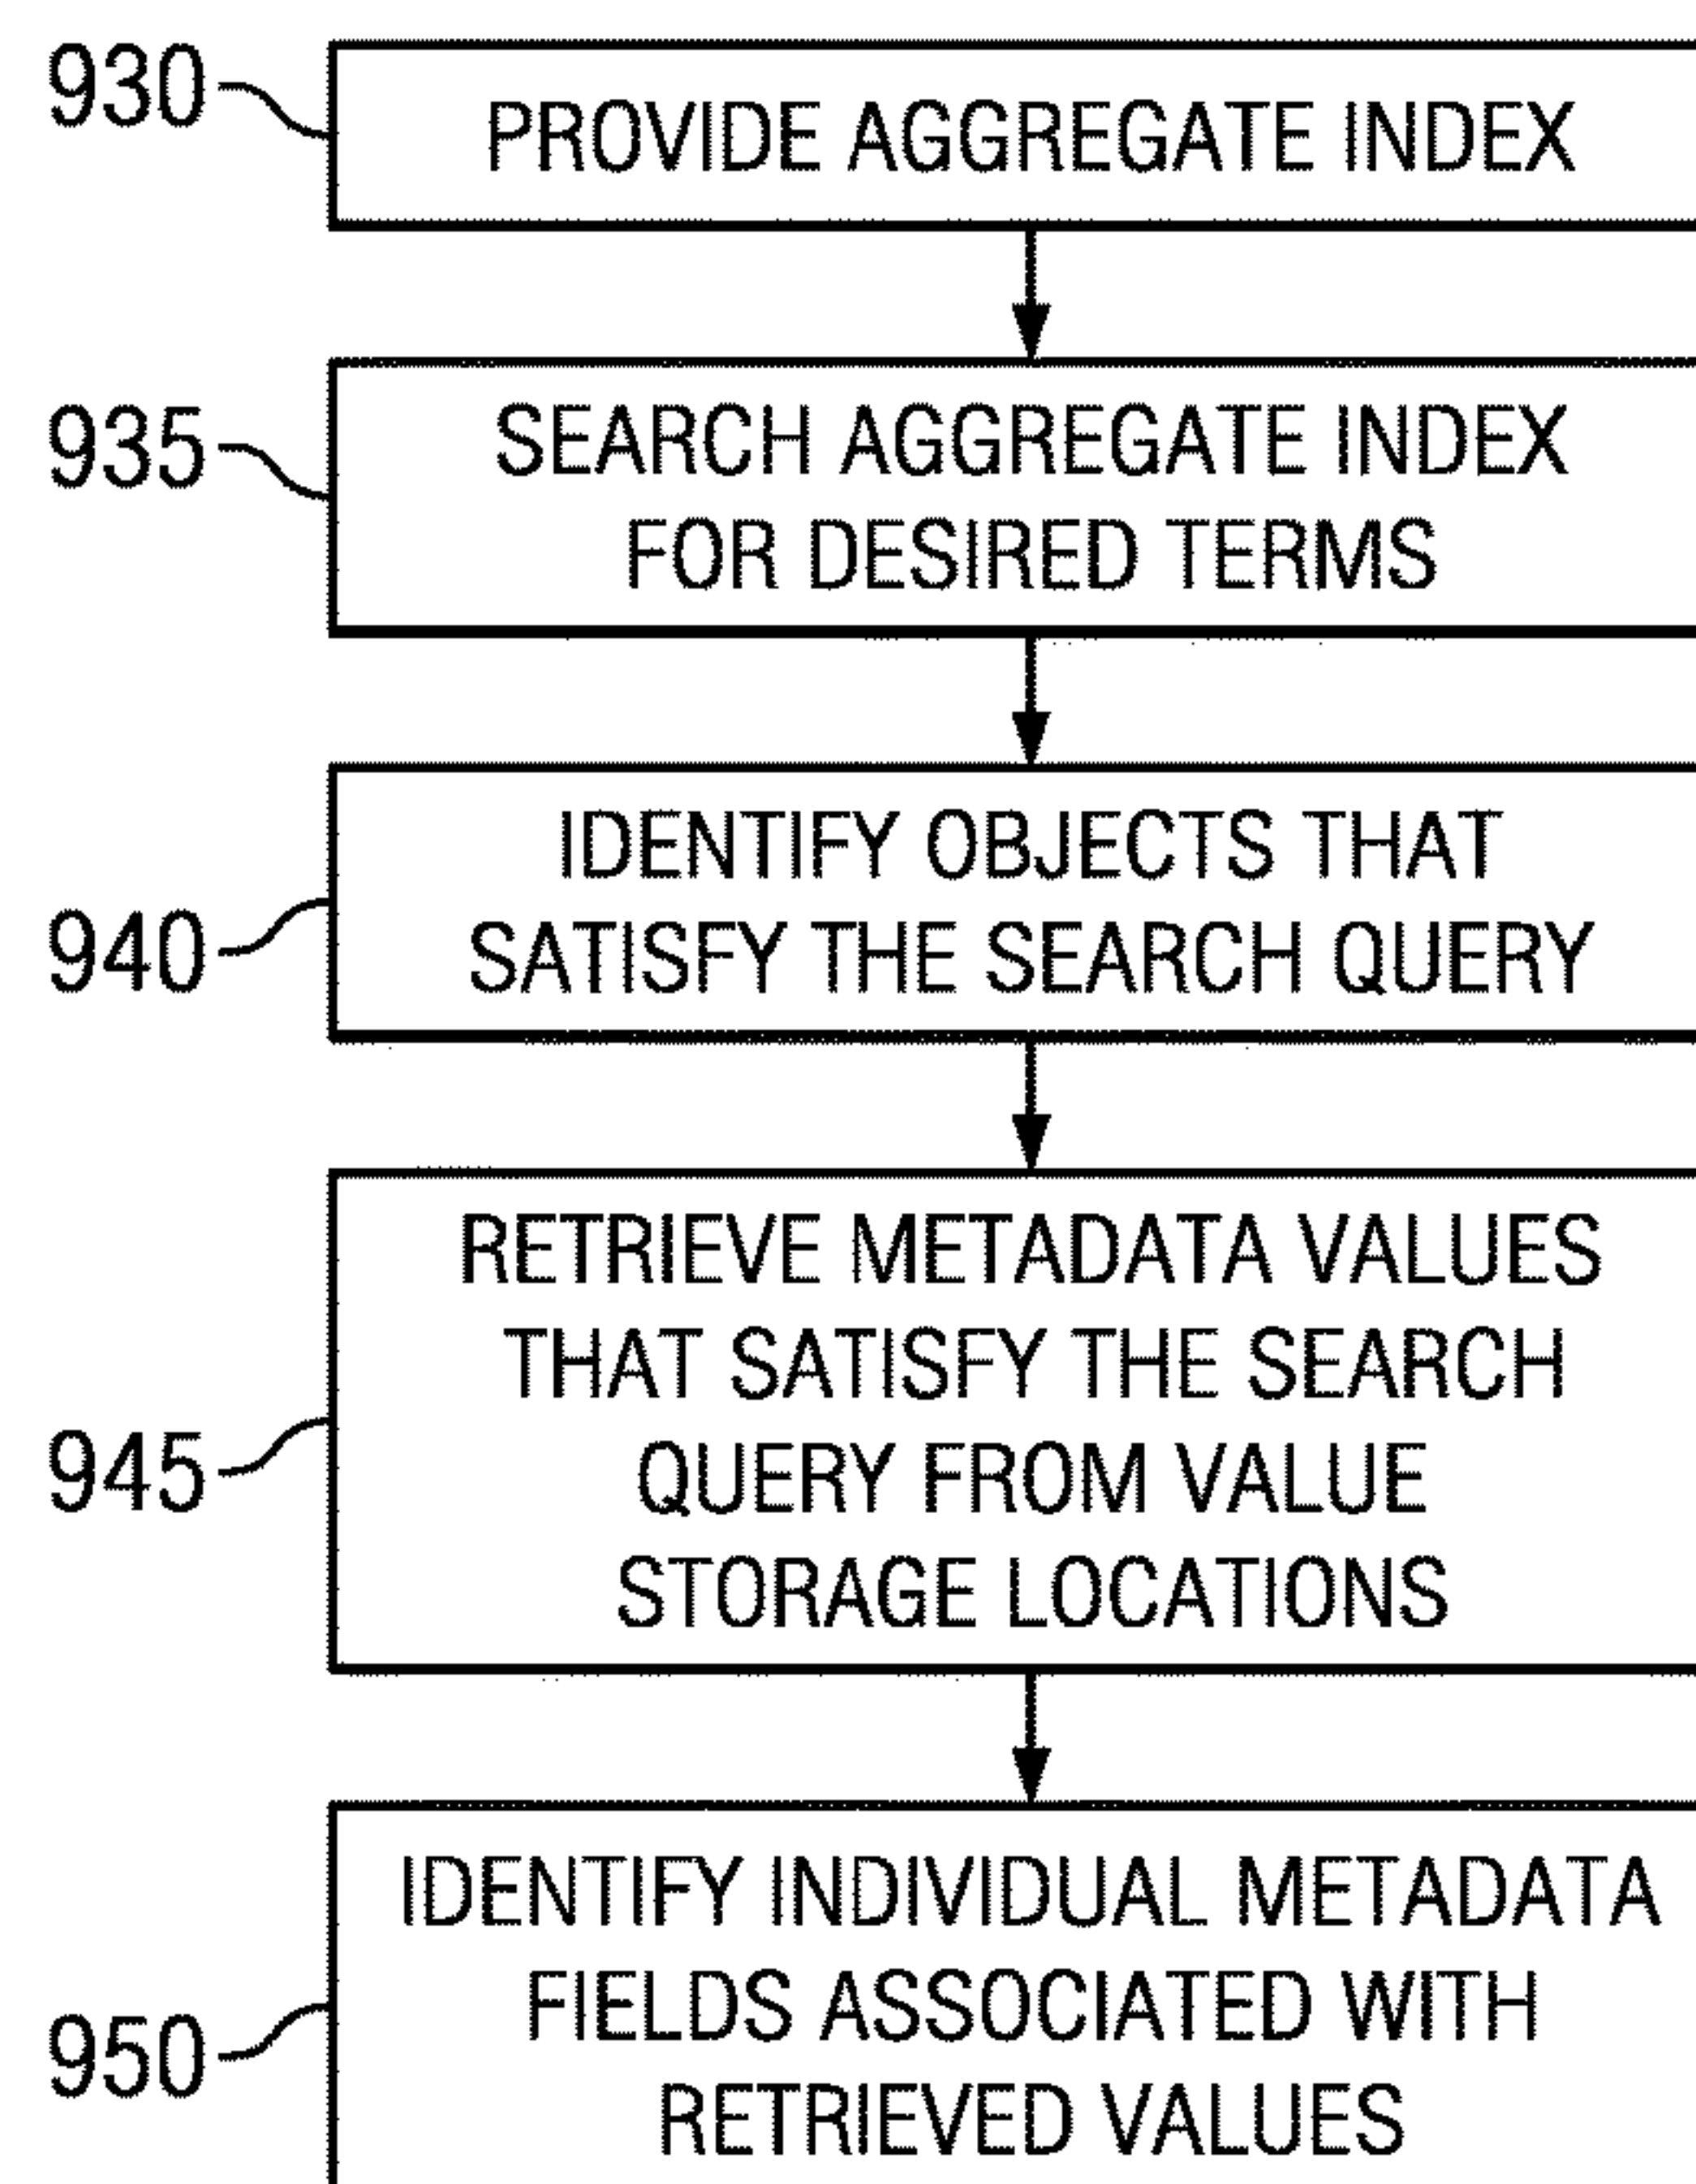 930
PROVIDE AGGREGATE INDEX
935
SEARCH AGGREGATE INDEX
FOR DESIRED TERMS
940
IDENTIFY OBJECTS THAT
SATISFY THE SEARCH QUERY
945
RETRIEVE METADATA VALUES
THAT SATISFY THE SEARCH
QUERY FROM VALUE
STORAGE LOCATIONS
950
IDENTIFY INDIVIDUAL METADATA
FIELDS ASSOCIATED WITH
RETRIEVED VALUES